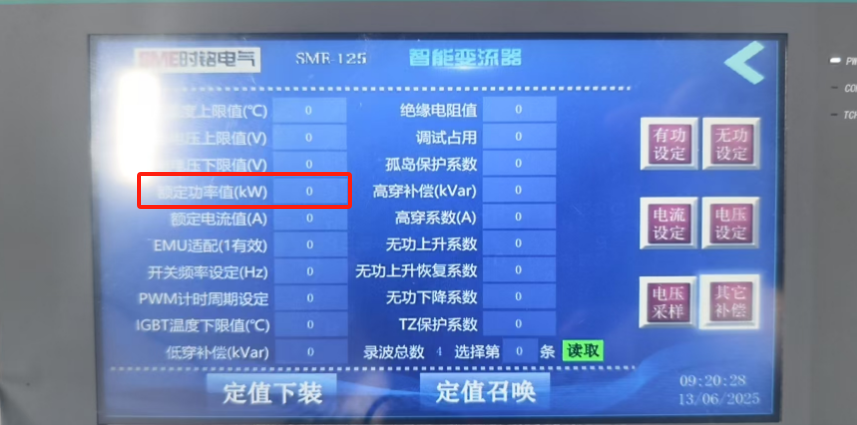 SME时铭电气 SME-125 智能变流器
度上限值(℃) 0 绝缘电阻值 0
压上限值(V) 0 调试占用 0
压下限值(V) 0 孤岛保护系数 0
额定功率值(kW) 0 高穿补偿(kVar) 0
额定电流值(A) 0 高穿系数(A) 0
EMU适配(1有效) 0 无功上升系数 0
开关频率设定(Hz) 0 无功上升恢复系数 0
PWM计时周期设定 0 无功下降系数 0
IGBT温度下限值(℃) 0 TZ保护系数 0
低穿补偿(kVar) 0 录波总数 4 选择第 0 条 读取
定值下装 定值召唤
有功
设定
无功
设定
电流
设定
电压
设定
电压
采样
其它
补偿
09:20:28
13/06/2025
PW
CO
TC